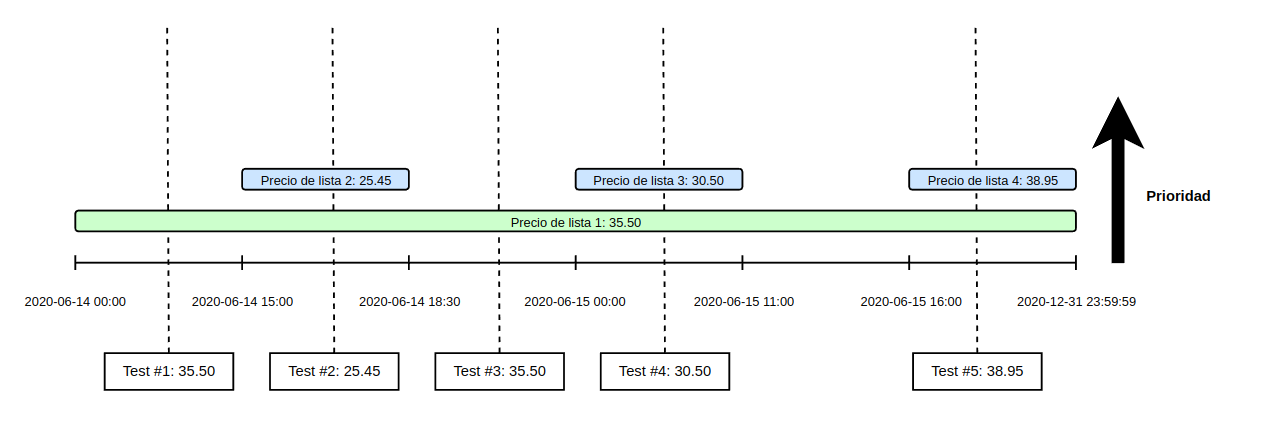 Precio de lista 2: 25.45
Precio de lista 3: 30.50
Precio de lista 4: 38.95
Prioridad
Precio de lista 1: 35.50
2020-06-14 00:00
2020-06-14 15:00
2020-06-14 18:30
2020-06-15 00:00
2020-06-15 11:00
2020-06-15 16:00
2020-12-31 23:59:59
Test #1: 35.50
Test #2: 25.45
Test #3: 35.50
Test #4: 30.50
Test #5: 38.95